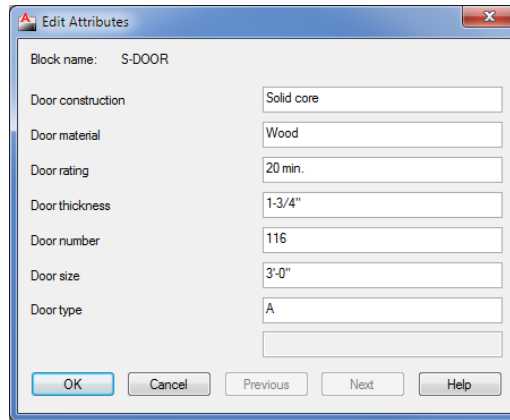 Edit Attributes
Block name: S-DOOR
Door construction Solid core
Door material Wood
Door rating 20 min.
Door thickness 1-3/4"
Door number 116
Door size 3'-0"
Door type A
OK Cancel Previous Next Help